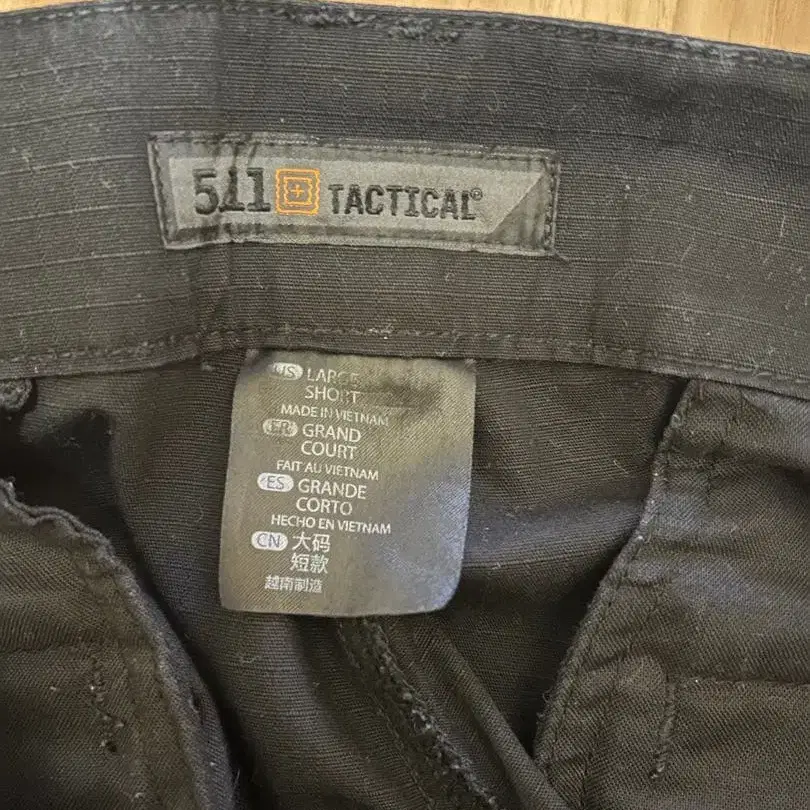 5.11 TACTICAL®
US LARGE
SHORT
MADE IN VIETNAM
FR GRAND
COURT
FAIT AU VIETNAM
ES GRANDE
CORTO
HECHO EN VIETNAM
CN 大码
短款
越南制造